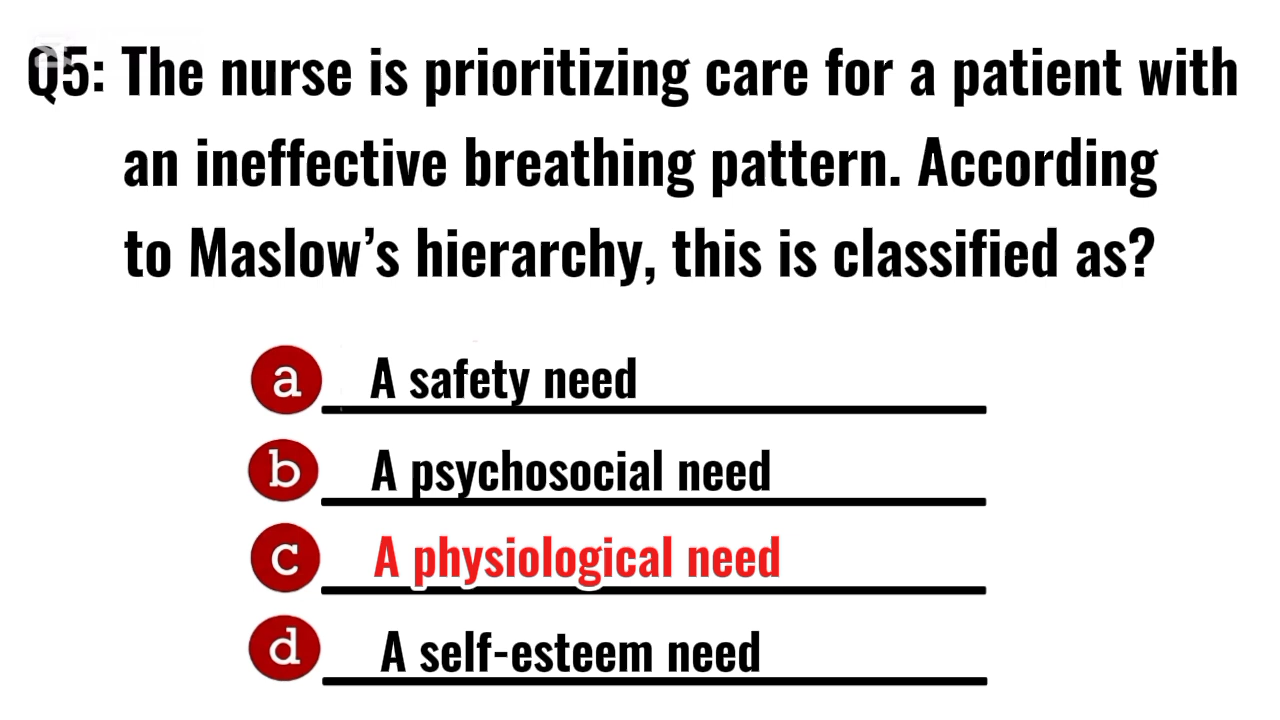 Q5: The nurse is prioritizing care for a patient with
an ineffective breathing pattern. According
to Maslow’s hierarchy, this is classified as?
a A safety need
b A psychosocial need
c A physiological need
d A self-esteem need